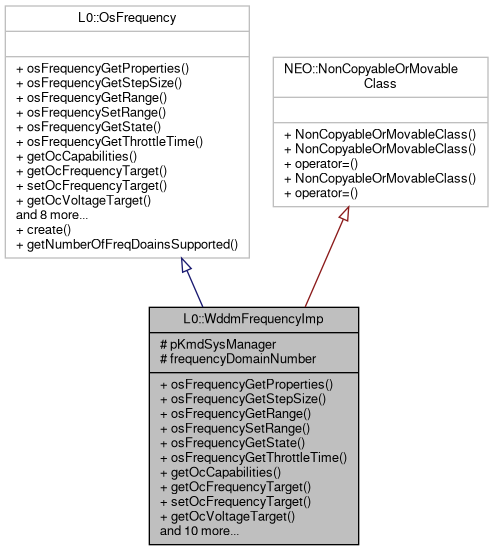 L0::OsFrequency
+ osFrequencyGetProperties()
+ osFrequencyGetStepSize()
+ osFrequencyGetRange()
+ osFrequencySetRange()
+ osFrequencyGetState()
+ osFrequencyGetThrottleTime()
+ getOcCapabilities()
+ getOcFrequencyTarget()
+ setOcFrequencyTarget()
+ getOcVoltageTarget()
and 8 more...
+ create()
+ getNumberOfFreqDoainsSupported()
NEO::NonCopyableOrMovable
Class
+ NonCopyableOrMovableClass()
+ NonCopyableOrMovableClass()
+ operator=()
+ NonCopyableOrMovableClass()
+ operator=()
L0::WddmFrequencyImp
# pKmdSysManager
# frequencyDomainNumber
+ osFrequencyGetProperties()
+ osFrequencyGetStepSize()
+ osFrequencyGetRange()
+ osFrequencySetRange()
+ osFrequencyGetState()
+ osFrequencyGetThrottleTime()
+ getOcCapabilities()
+ getOcFrequencyTarget()
+ setOcFrequencyTarget()
+ getOcVoltageTarget()
and 10 more...